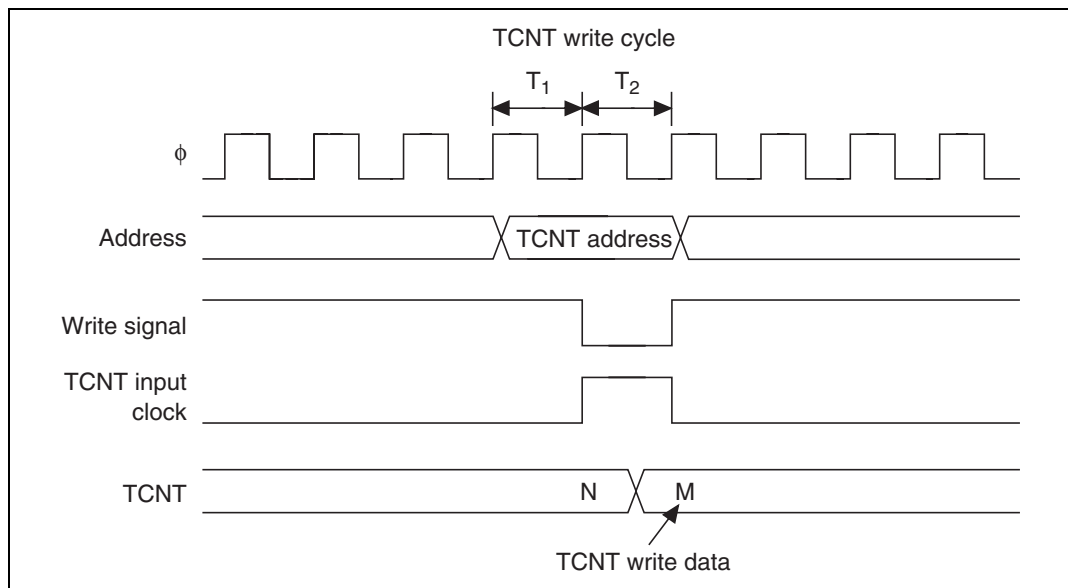 TCNT write cycle
T₁ T₂
ϕ
Address
TCNT address
Write signal
TCNT input
clock
TCNT
N
M
TCNT write data